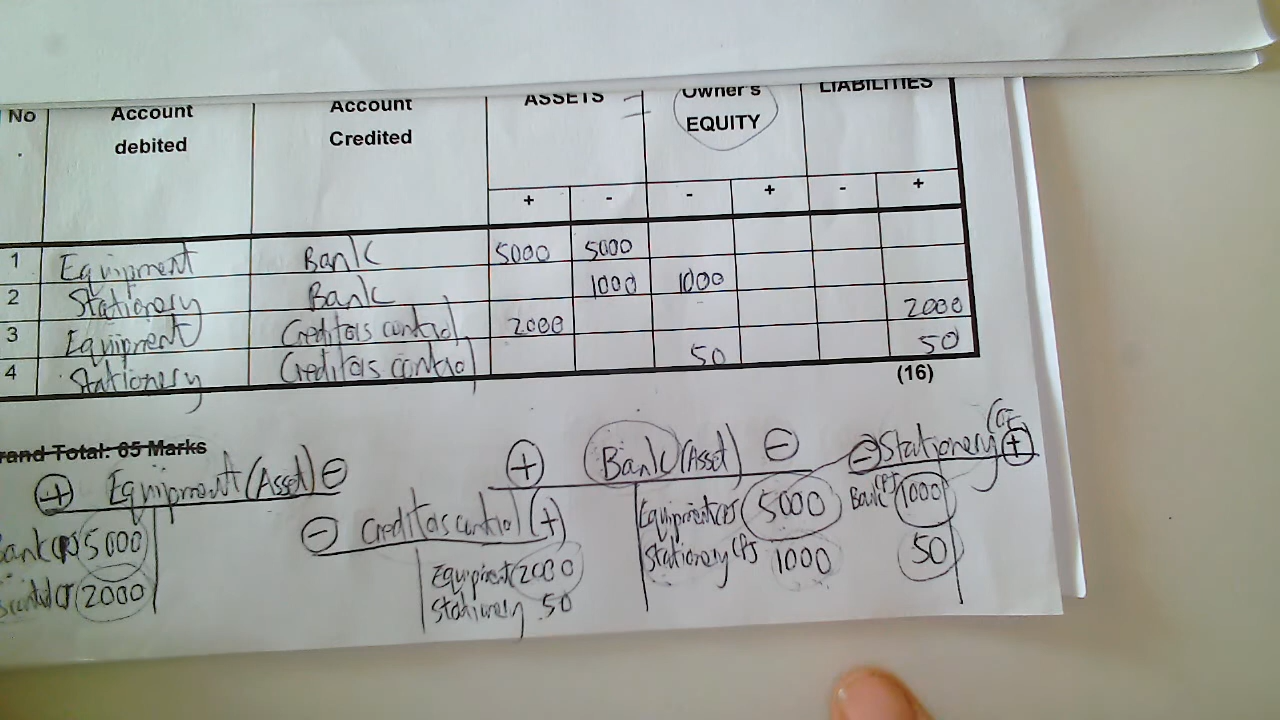 No Account debited Account Credited ASSETS = Owner's EQUITY LIABILITIES
+ - - + - +
1 Equipment Bank 5000 5000
2 Stationery Bank 1000 1000
3 Equipment Creditors control 2000 2000
4 Stationery Creditors control 50 50
(16)
rand Total: 65 Marks
+ Equipment (Asset) -
5000
2000
- Creditors control (+)
Equipment 2000
Stationery 50
+ Bank (Asset) -
Equipment 5000
Stationery 1000
- Stationery +
Bank 1000
50